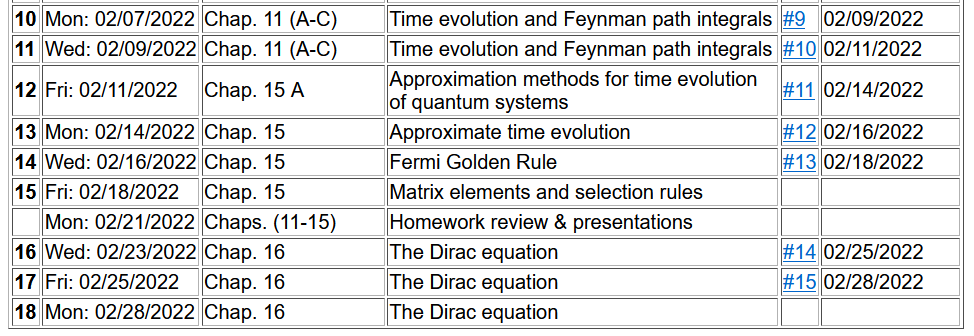 10 Mon: 02/07/2022 Chap. 11 (A-C) Time evolution and Feynman path integrals #9 02/09/2022
11 Wed: 02/09/2022 Chap. 11 (A-C) Time evolution and Feynman path integrals #10 02/11/2022
12 Fri: 02/11/2022 Chap. 15 A Approximation methods for time evolution
of quantum systems #11 02/14/2022
13 Mon: 02/14/2022 Chap. 15 Approximate time evolution #12 02/16/2022
14 Wed: 02/16/2022 Chap. 15 Fermi Golden Rule #13 02/18/2022
15 Fri: 02/18/2022 Chap. 15 Matrix elements and selection rules
Mon: 02/21/2022 Chaps. (11-15) Homework review & presentations
16 Wed: 02/23/2022 Chap. 16 The Dirac equation #14 02/25/2022
17 Fri: 02/25/2022 Chap. 16 The Dirac equation #15 02/28/2022
18 Mon: 02/28/2022 Chap. 16 The Dirac equation